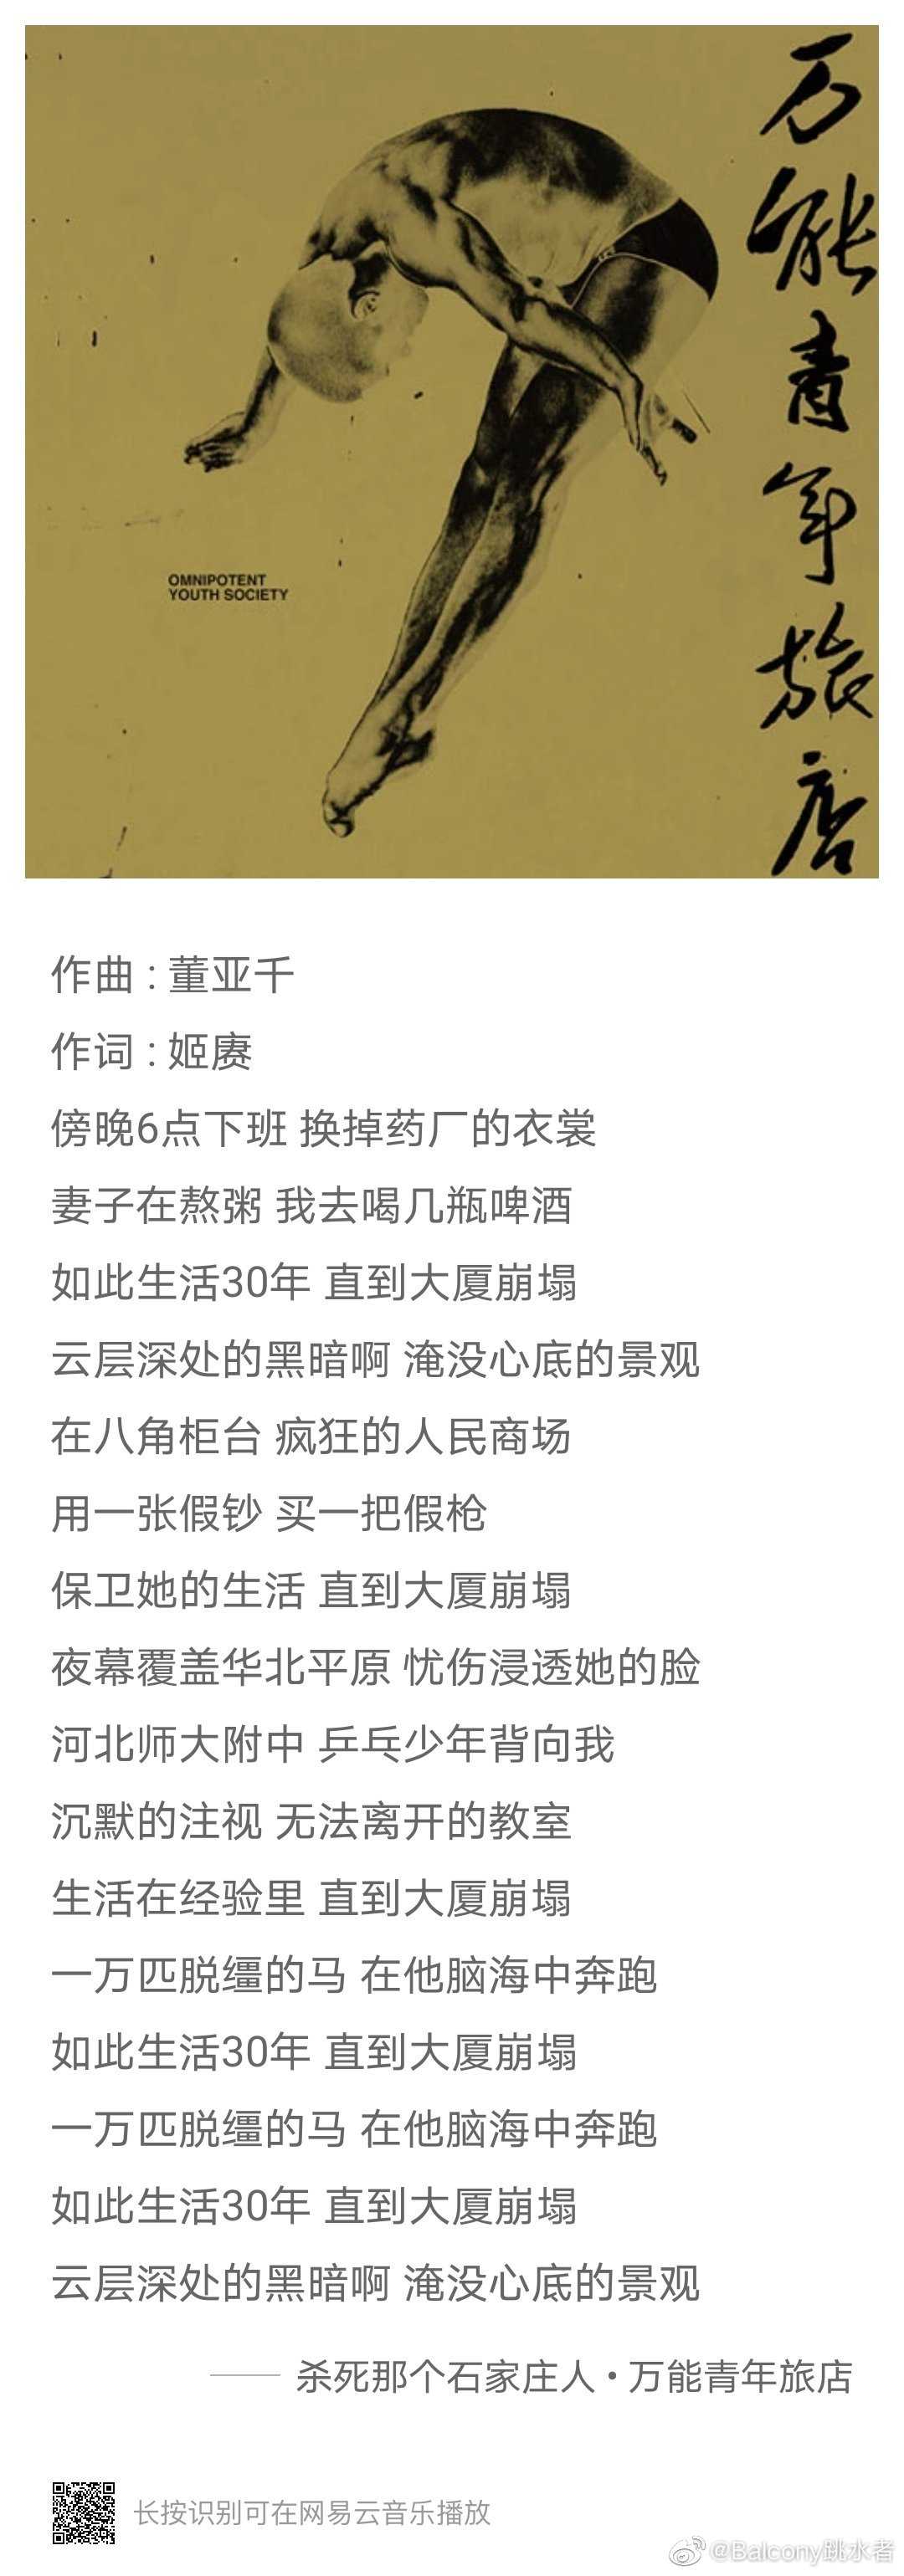 万能青年旅店
OMNIPOTENT
YOUTH SOCIETY
作曲 : 董亚千
作词 : 姬赓
傍晚6点下班 换掉药厂的衣裳
妻子在熬粥 我去喝几瓶啤酒
如此生活30年 直到大厦崩塌
云层深处的黑暗啊 淹没心底的景观
在八角柜台 疯狂的人民商场
用一张假钞 买一把假枪
保卫她的生活 直到大厦崩塌
夜幕覆盖华北平原 忧伤浸透她的脸
河北师大附中 乒乓少年背向我
沉默的注视 无法离开的教室
生活在经验里 直到大厦崩塌
一万匹脱缰的马 在他脑海中奔跑
如此生活30年 直到大厦崩塌
一万匹脱缰的马 在他脑海中奔跑
如此生活30年 直到大厦崩塌
云层深处的黑暗啊 淹没心底的景观
—— 杀死那个石家庄人 • 万能青年旅店
长按识别可在网易云音乐播放
@Balcony跳水者